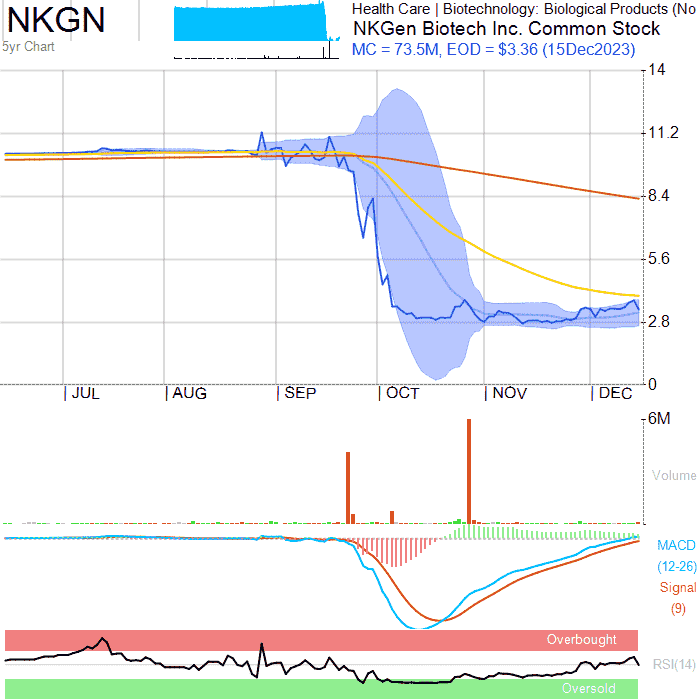 NKGN
5yr Chart
Health Care | Biotechnology: Biological Products (No
NKGen Biotech Inc. Common Stock
MC = 73.5M, EOD = $3.36 (15Dec2023)
14
11.2
8.4
5.6
2.8
0
JUL AUG SEP OCT NOV DEC
6M
Volume
MACD
(12-26)
Signal
(9)
Overbought
RSI(14)
Oversold